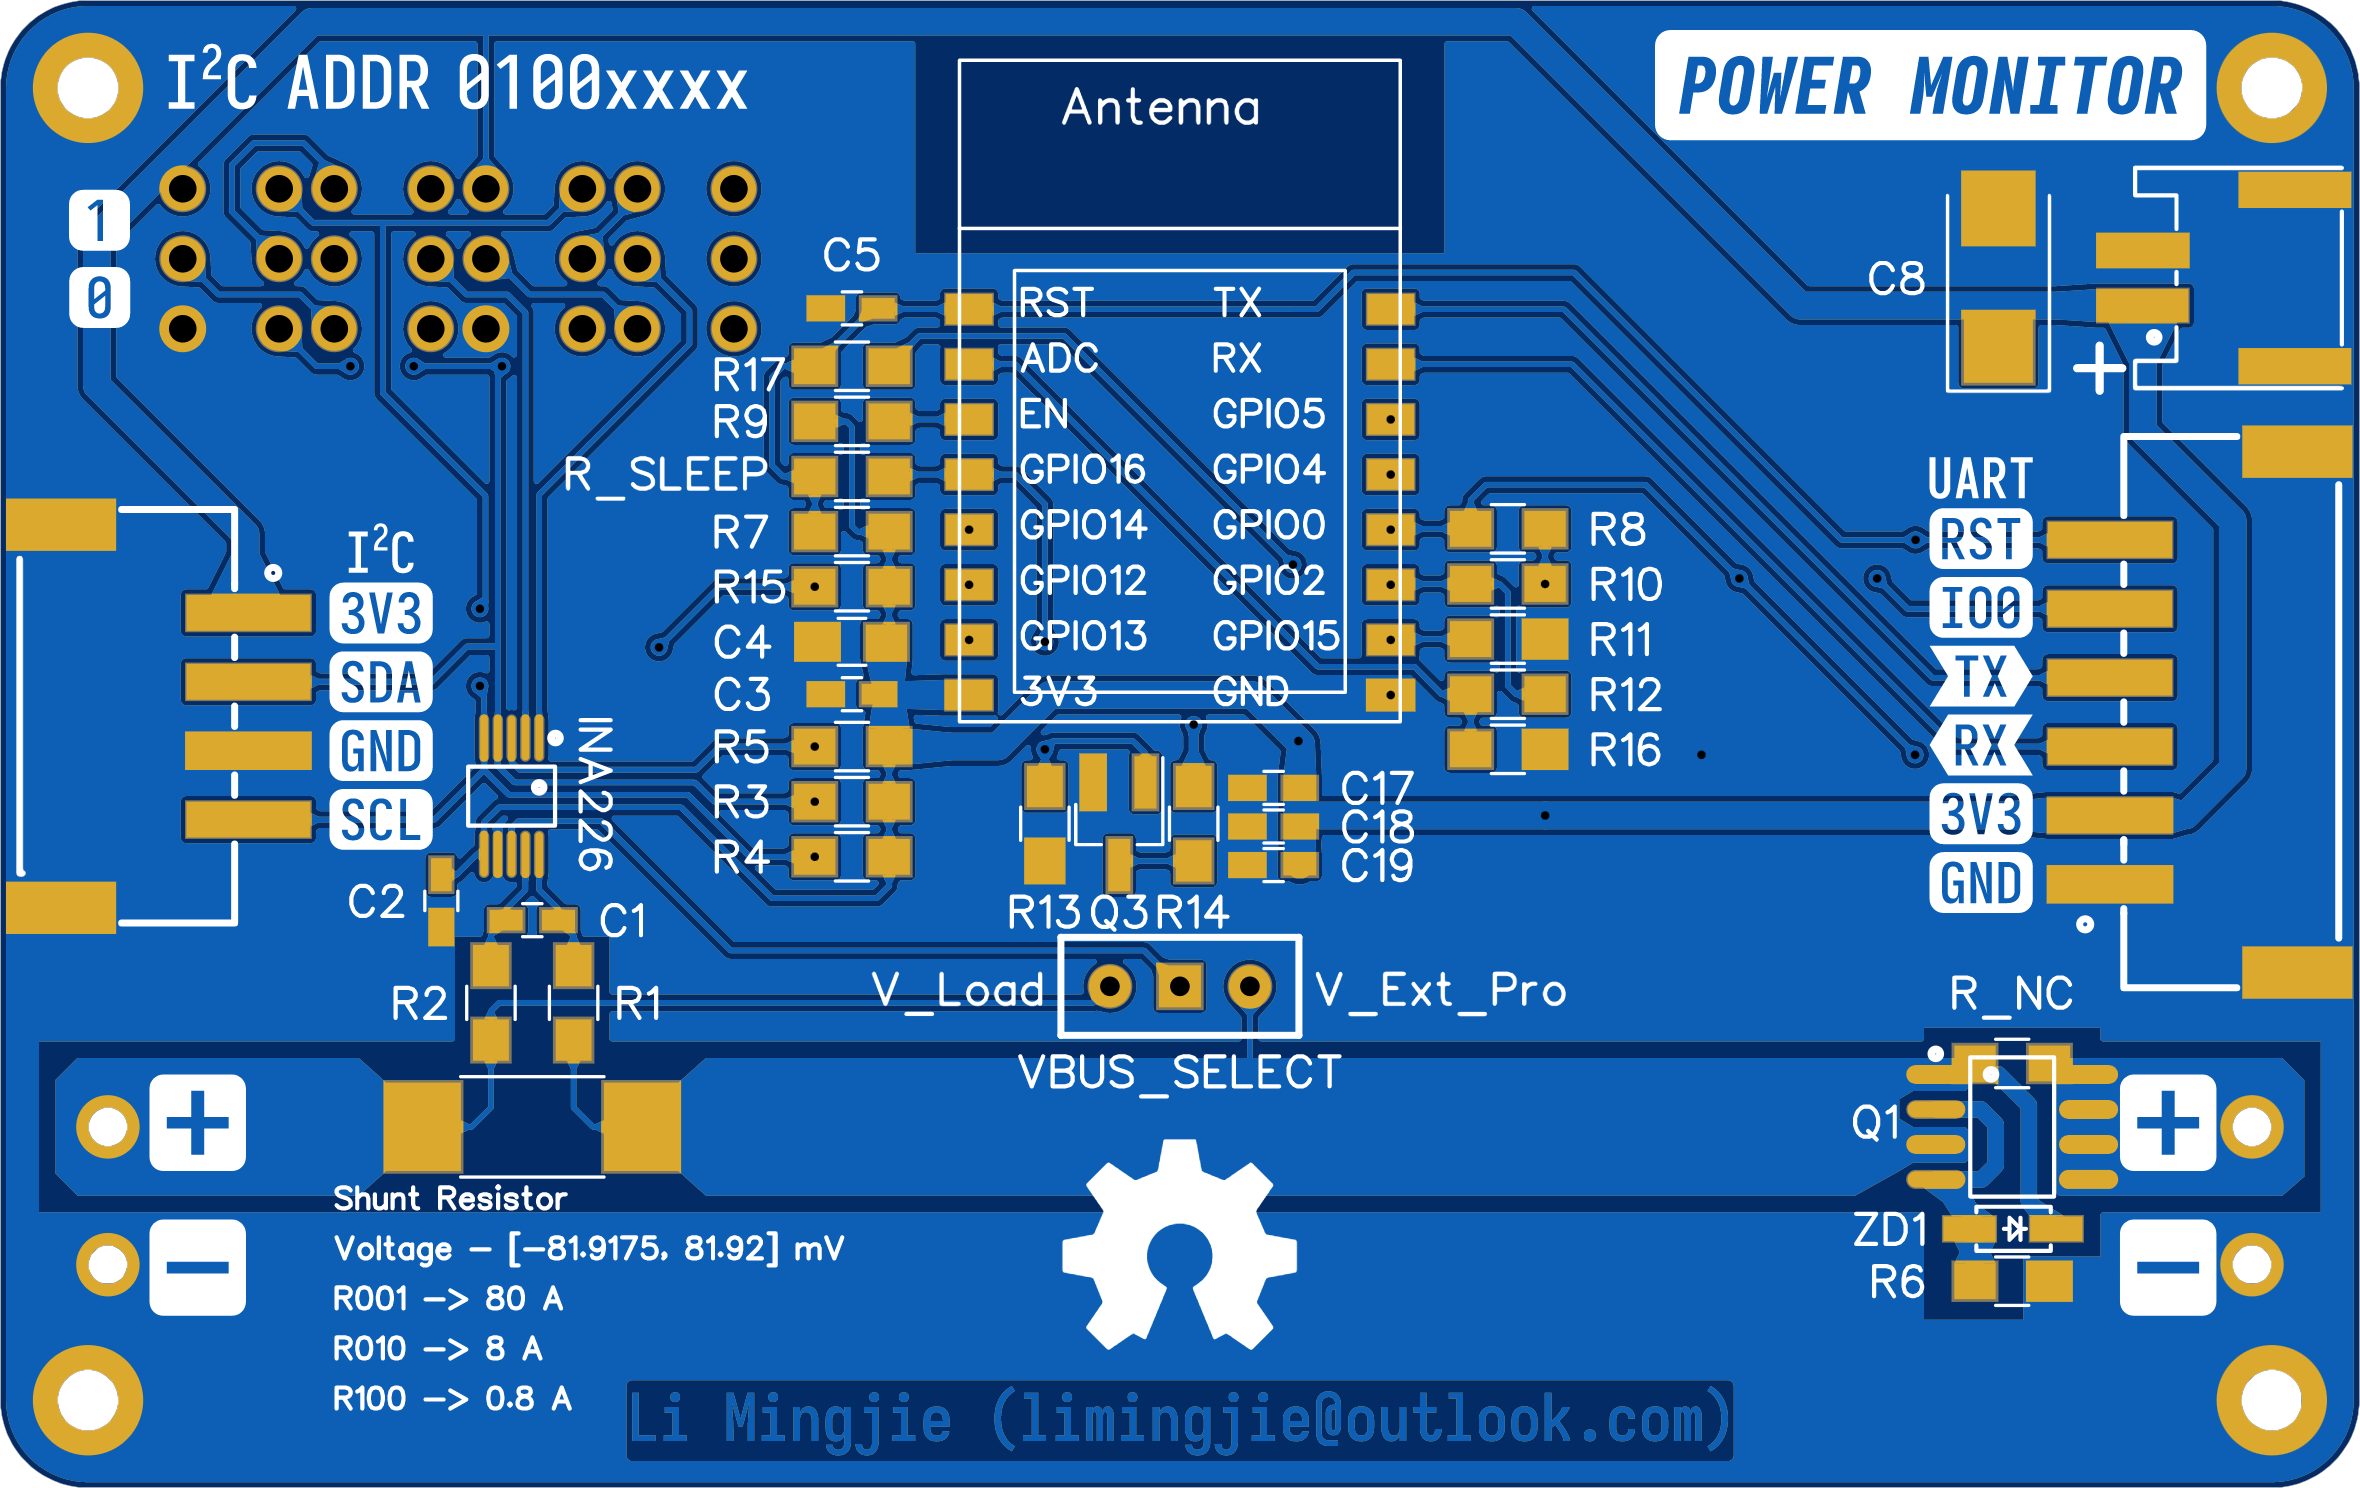 I²C ADDR 0100xxxx
POWER MONITOR
Antenna
1
0
C5
C8
+
RST TX
ADC RX
EN GPIO5
GPIO16 GPIO4
GPIO14 GPIO0
GPIO12 GPIO2
GPIO13 GPIO15
3V3 GND
R17
R9
R_SLEEP
R7
R15
C4
C3
R5
R3
R4
R8
R10
R11
R12
R16
I²C
3V3
SDA
GND
SCL
INA226
UART
RST
IO0
TX
RX
3V3
GND
C17
C18
C19
R13 Q3 R14
C2
C1
R2
R1
V_Load
V_Ext_Pro
VBUS_SELECT
R_NC
Q1
ZD1
R6
+
−
+
−
Shunt Resistor
Voltage - [-81.9175, 81.92] mV
R001 -> 80 A
R010 -> 8 A
R100 -> 0.8 A
Li Mingjie (limingjie@outlook.com)